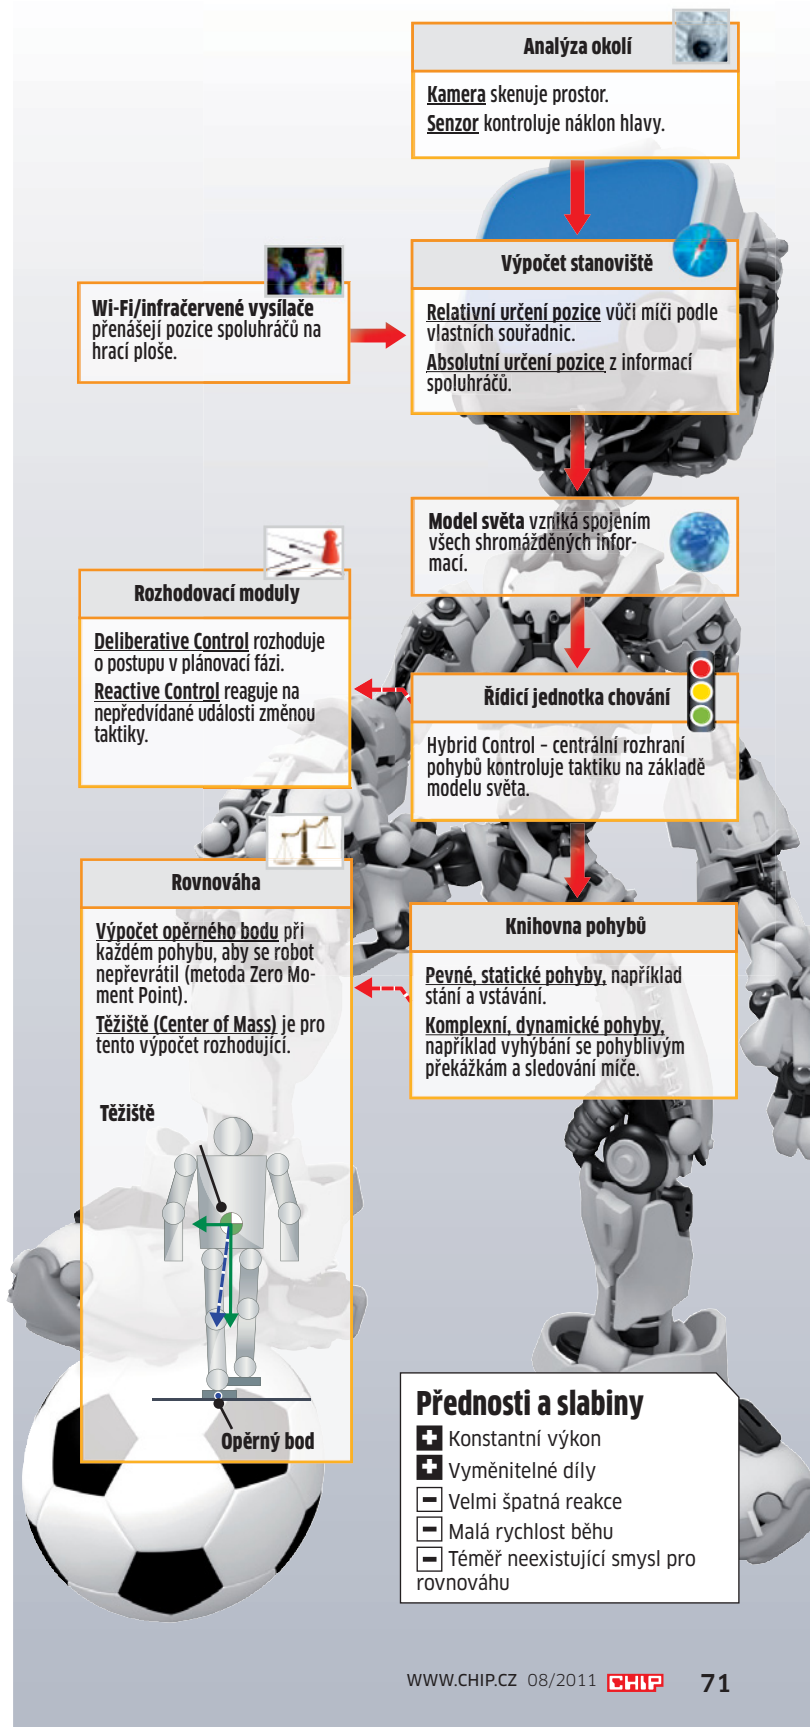 Analýza okolí
Kamera skenuje prostor.
Senzor kontroluje náklon hlavy.
Výpočet stanoviště
Relativní určení pozice vůči míči podle
vlastních souřadnic.
Absolutní určení pozice z informací
spoluhráčů.
Wi-Fi/infračervené vysílače
přenášejí pozice spoluhráčů na
hrací ploše.
Model světa vzniká spojením
všech shromážděných infor-
mací.
Rozhodovací moduly
Deliberative Control rozhoduje
o postupu v plánovací fázi.
Reactive Control reaguje na
nepředvídané události změnou
taktiky.
Řídicí jednotka chování
Hybrid Control – centrální rozhraní
pohybů kontroluje taktiku na základě
modelu světa.
Rovnováha
Výpočet opěrného bodu při
každém pohybu, aby se robot
nepřevrátil (metoda Zero Mo-
ment Point).
Těžiště (Center of Mass) je pro
tento výpočet rozhodující.
Těžiště
Opěrný bod
Knihovna pohybů
Pevné, statické pohyby, například
stání a vstávání.
Komplexní, dynamické pohyby,
například vyhýbání se pohyblivým
překážkám a sledování míče.
Přednosti a slabiny
+ Konstantní výkon
+ Vyměnitelné díly
– Velmi špatná reakce
– Malá rychlost běhu
– Téměř neexistující smysl pro
rovnováhu
WWW.CHIP.CZ 08/2011 CHIP 71